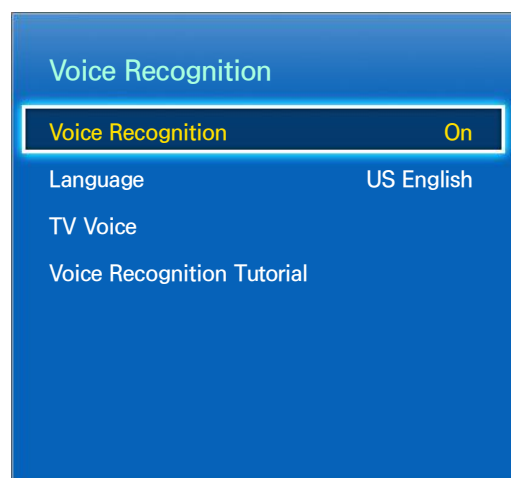 Voice Recognition
Voice Recognition On
Language US English
TV Voice
Voice Recognition Tutorial